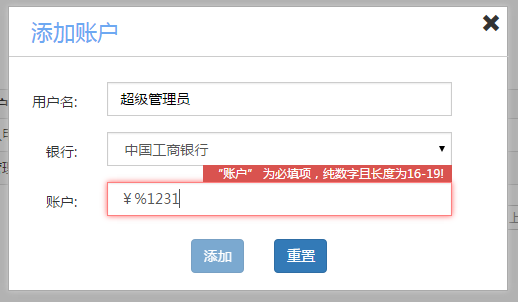 添加账户
用户名: 超级管理员
银行: 中国工商银行
“账户” 为必填项，纯数字且长度为16-19!
账户: ￥%1231
添加 重置